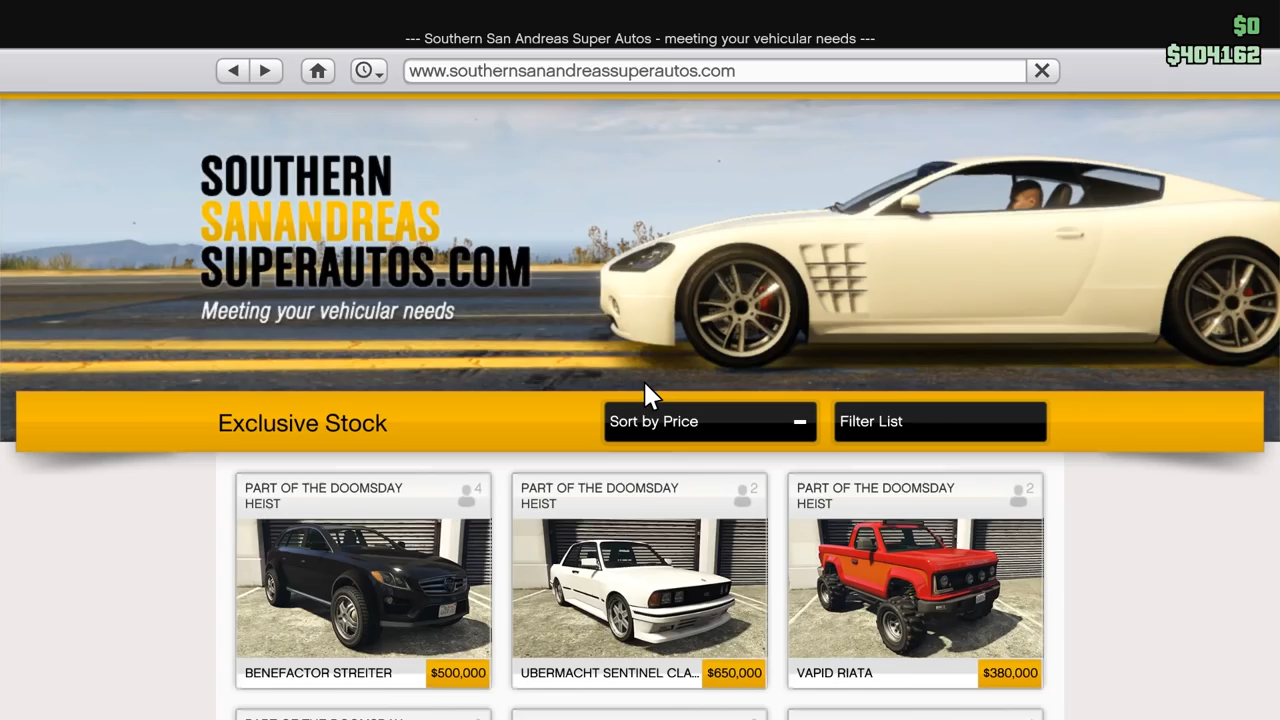 --- Southern San Andreas Super Autos - meeting your vehicular needs ---
$0
$404162
www.southernsanandreassuperautos.com
SOUTHERN
SANANDREAS
SUPERAUTOS.COM
Meeting your vehicular needs
Exclusive Stock
Sort by Price
Filter List
PART OF THE DOOMSDAY
HEIST
4
BENEFACTOR STREITER
$500,000
PART OF THE DOOMSDAY
HEIST
2
UBERMACHT SENTINEL CLA...
$650,000
PART OF THE DOOMSDAY
HEIST
2
VAPID RIATA
$380,000